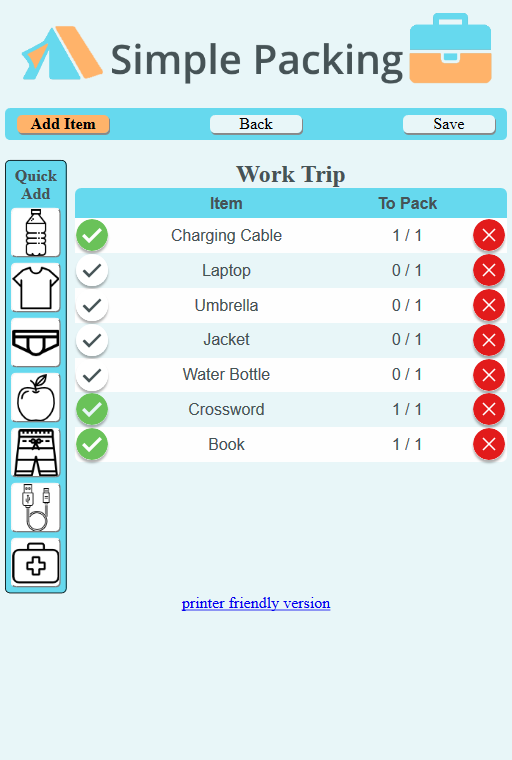 Simple Packing
Add Item Back Save
Quick
Add
Work Trip
Item To Pack
Charging Cable 1 / 1
Laptop 0 / 1
Umbrella 0 / 1
Jacket 0 / 1
Water Bottle 0 / 1
Crossword 1 / 1
Book 1 / 1
printer friendly version